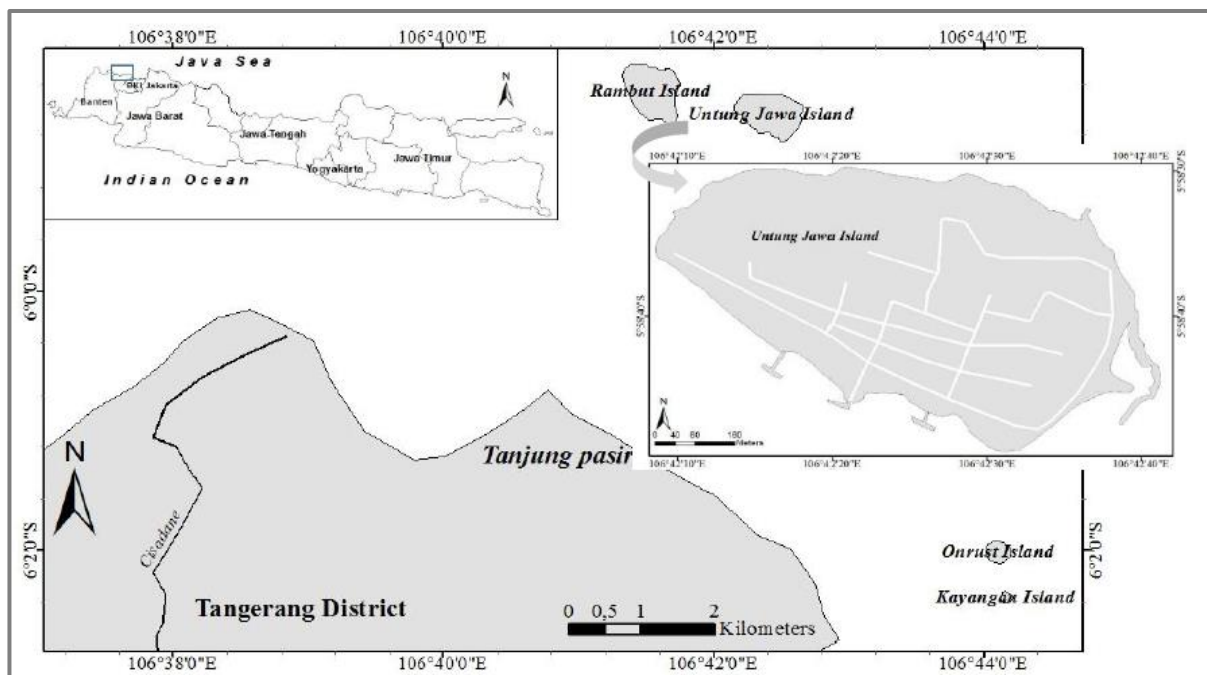 106°38'0"E 106°40'0"E 106°42'0"E 106°44'0"E
Java Sea
N
DKI Jakarta
Banten
Jawa Barat
Jawa Tengah
Yogyakarta
Jawa Timur
Indian Ocean
Rambut Island
Untung Jawa Island
106°42'10"E 106°42'20"E 106°42'30"E 106°42'40"E
5°58'30"S
Untung Jawa Island
5°58'40"S 5°58'40"S
N
0 40 80 160
Meters
106°42'10"E 106°42'20"E 106°42'30"E 106°42'40"E
6°0'0"S 6°0'0"S
Tanjung pasir
N
Cisadane
6°2'0"S 6°2'0"S
Onrust Island
Kayangan Island
Tangerang District
0 0,5 1 2
Kilometers
106°38'0"E 106°40'0"E 106°42'0"E 106°44'0"E